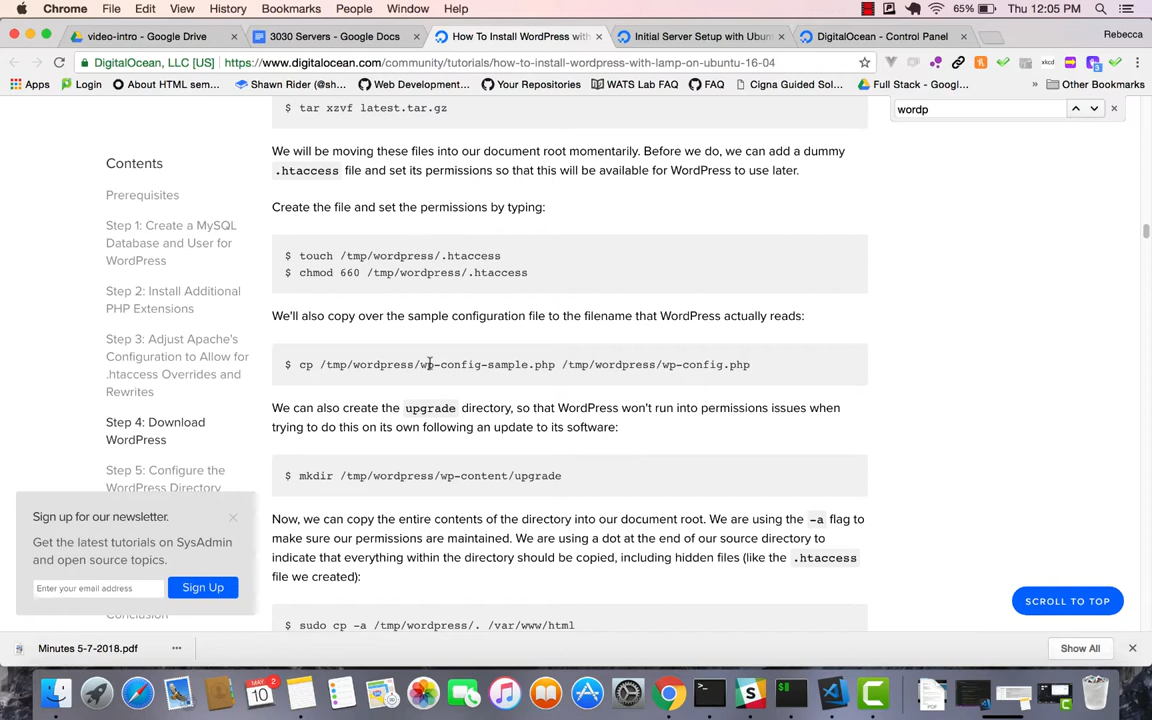 Chrome File Edit View History Bookmarks People Window Help 65% Thu 12:05 PM
video-intro - Google Drive × 3030 Servers - Google Docs × How To Install WordPress with × Initial Server Setup with Ubun × DigitalOcean - Control Panel × Rebecca
DigitalOcean, LLC [US] https://www.digitalocean.com/community/tutorials/how-to-install-wordpress-with-lamp-on-ubuntu-16-04
Apps Login About HTML sem... Shawn Rider (@sh... Web Development... Your Repositories WATS Lab FAQ FAQ Cigna Guided Sol... Full Stack – Googl... » Other Bookmarks
wordp
$ tar xzvf latest.tar.gz
We will be moving these files into our document root momentarily. Before we do, we can add a dummy
.htaccess file and set its permissions so that this will be available for WordPress to use later.
Create the file and set the permissions by typing:
$ touch /tmp/wordpress/.htaccess
$ chmod 660 /tmp/wordpress/.htaccess
We'll also copy over the sample configuration file to the filename that WordPress actually reads:
$ cp /tmp/wordpress/wp-config-sample.php /tmp/wordpress/wp-config.php
We can also create the upgrade directory, so that WordPress won't run into permissions issues when
trying to do this on its own following an update to its software:
$ mkdir /tmp/wordpress/wp-content/upgrade
Now, we can copy the entire contents of the directory into our document root. We are using the -a flag to
make sure our permissions are maintained. We are using a dot at the end of our source directory to
indicate that everything within the directory should be copied, including hidden files (like the .htaccess
file we created):
$ sudo cp -a /tmp/wordpress/. /var/www/html
Contents
Prerequisites
Step 1: Create a MySQL
Database and User for
WordPress
Step 2: Install Additional
PHP Extensions
Step 3: Adjust Apache's
Configuration to Allow for
.htaccess Overrides and
Rewrites
Step 4: Download
WordPress
Step 5: Configure the
WordPress Directory
Sign up for our newsletter.
Get the latest tutorials on SysAdmin
and open source topics.
Enter your email address Sign Up
Conclusion
SCROLL TO TOP
Minutes 5-7-2018.pdf Show All
MAY
10